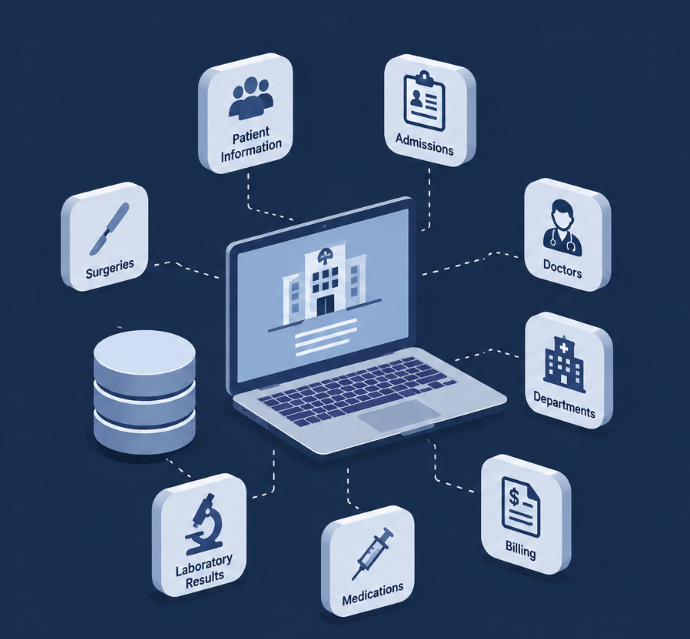 Patient
Information
Admissions
Surgeries
Doctors
Departments
$
Billing
Laboratory
Results
Medications